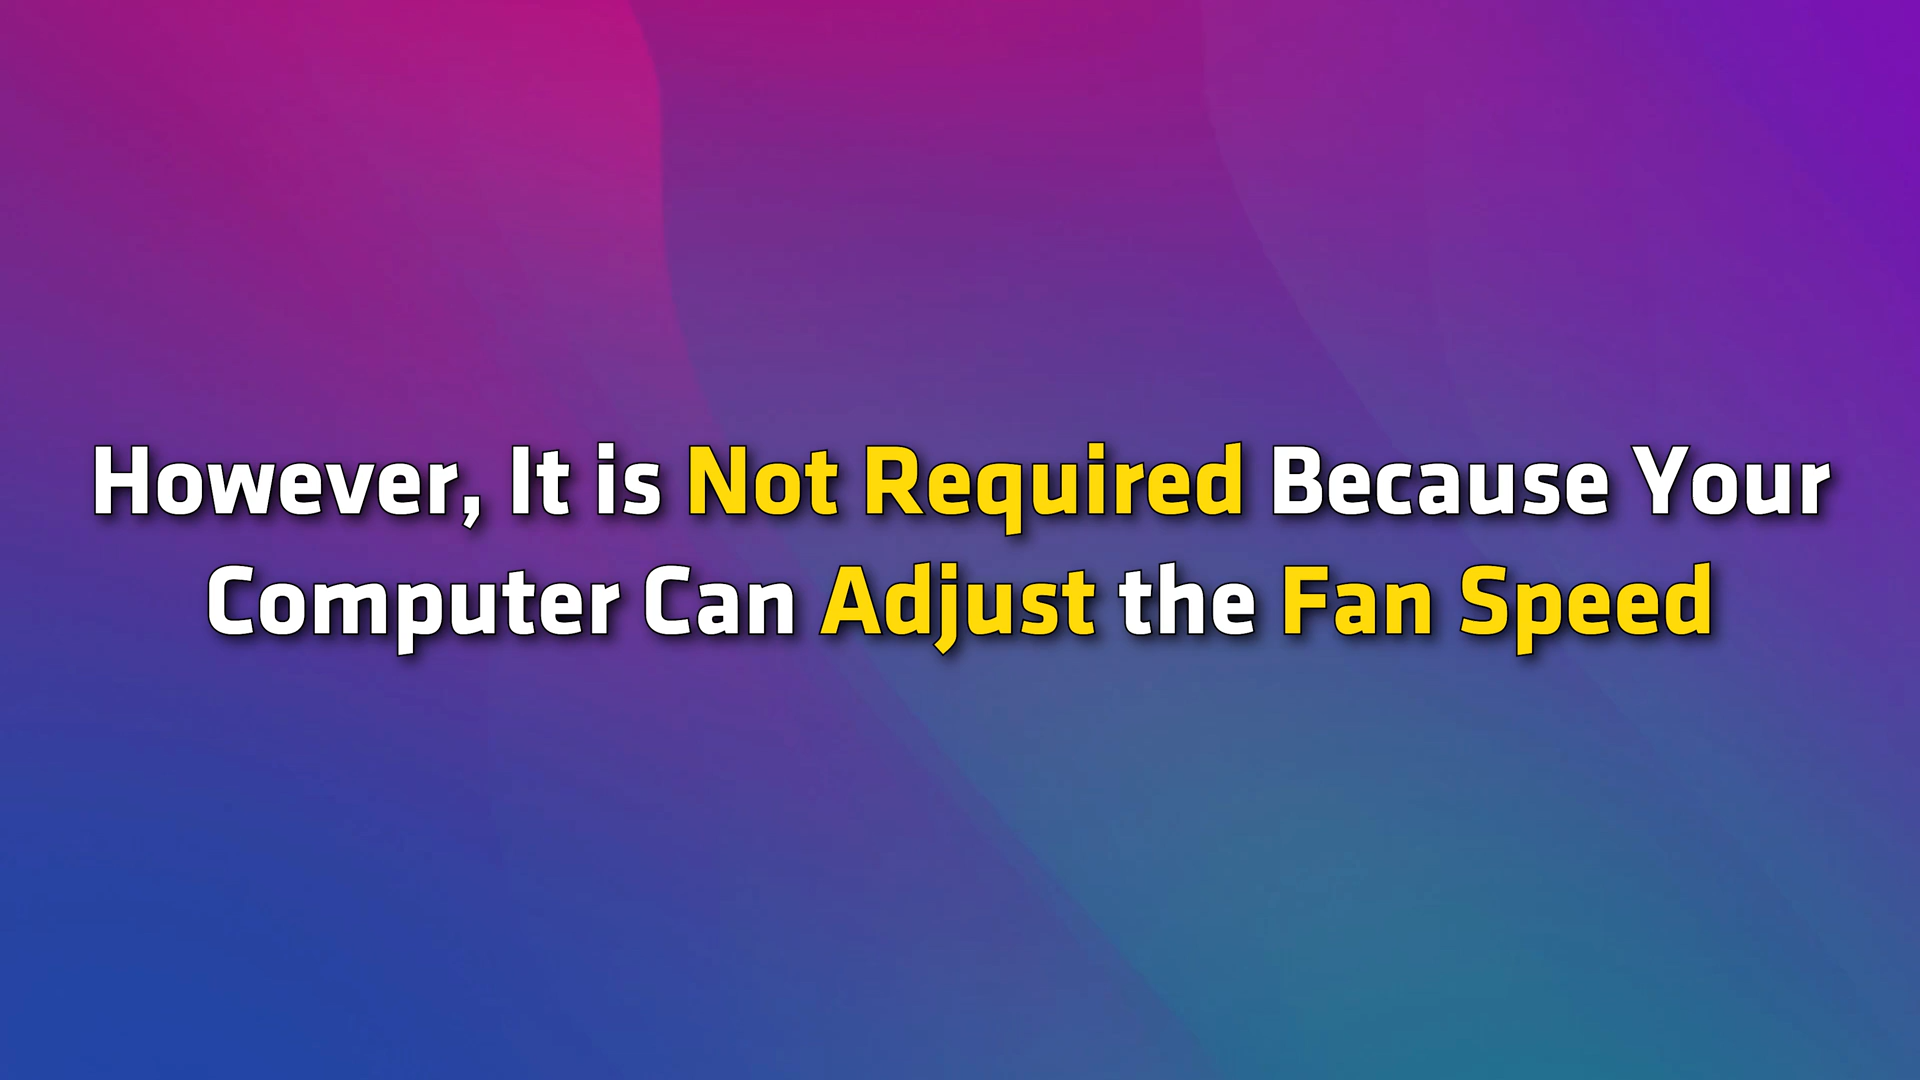 However, It is Not Required Because Your
Computer Can Adjust the Fan Speed